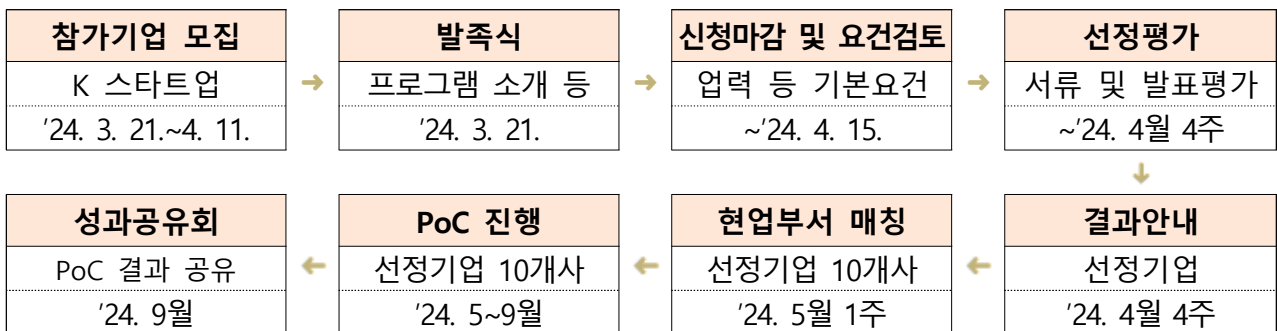 참가기업 모집
K 스타트업
'24. 3. 21.~4. 11.
➜
발족식
프로그램 소개 등
'24. 3. 21.
➜
신청마감 및 요건검토
업력 등 기본요건
~'24. 4. 15.
➜
선정평가
서류 및 발표평가
~'24. 4월 4주
결과안내
선정기업
'24. 4월 4주
현업부서 매칭
선정기업 10개사
'24. 5월 1주
PoC 진행
선정기업 10개사
'24. 5~9월
성과공유회
PoC 결과 공유
'24. 9월